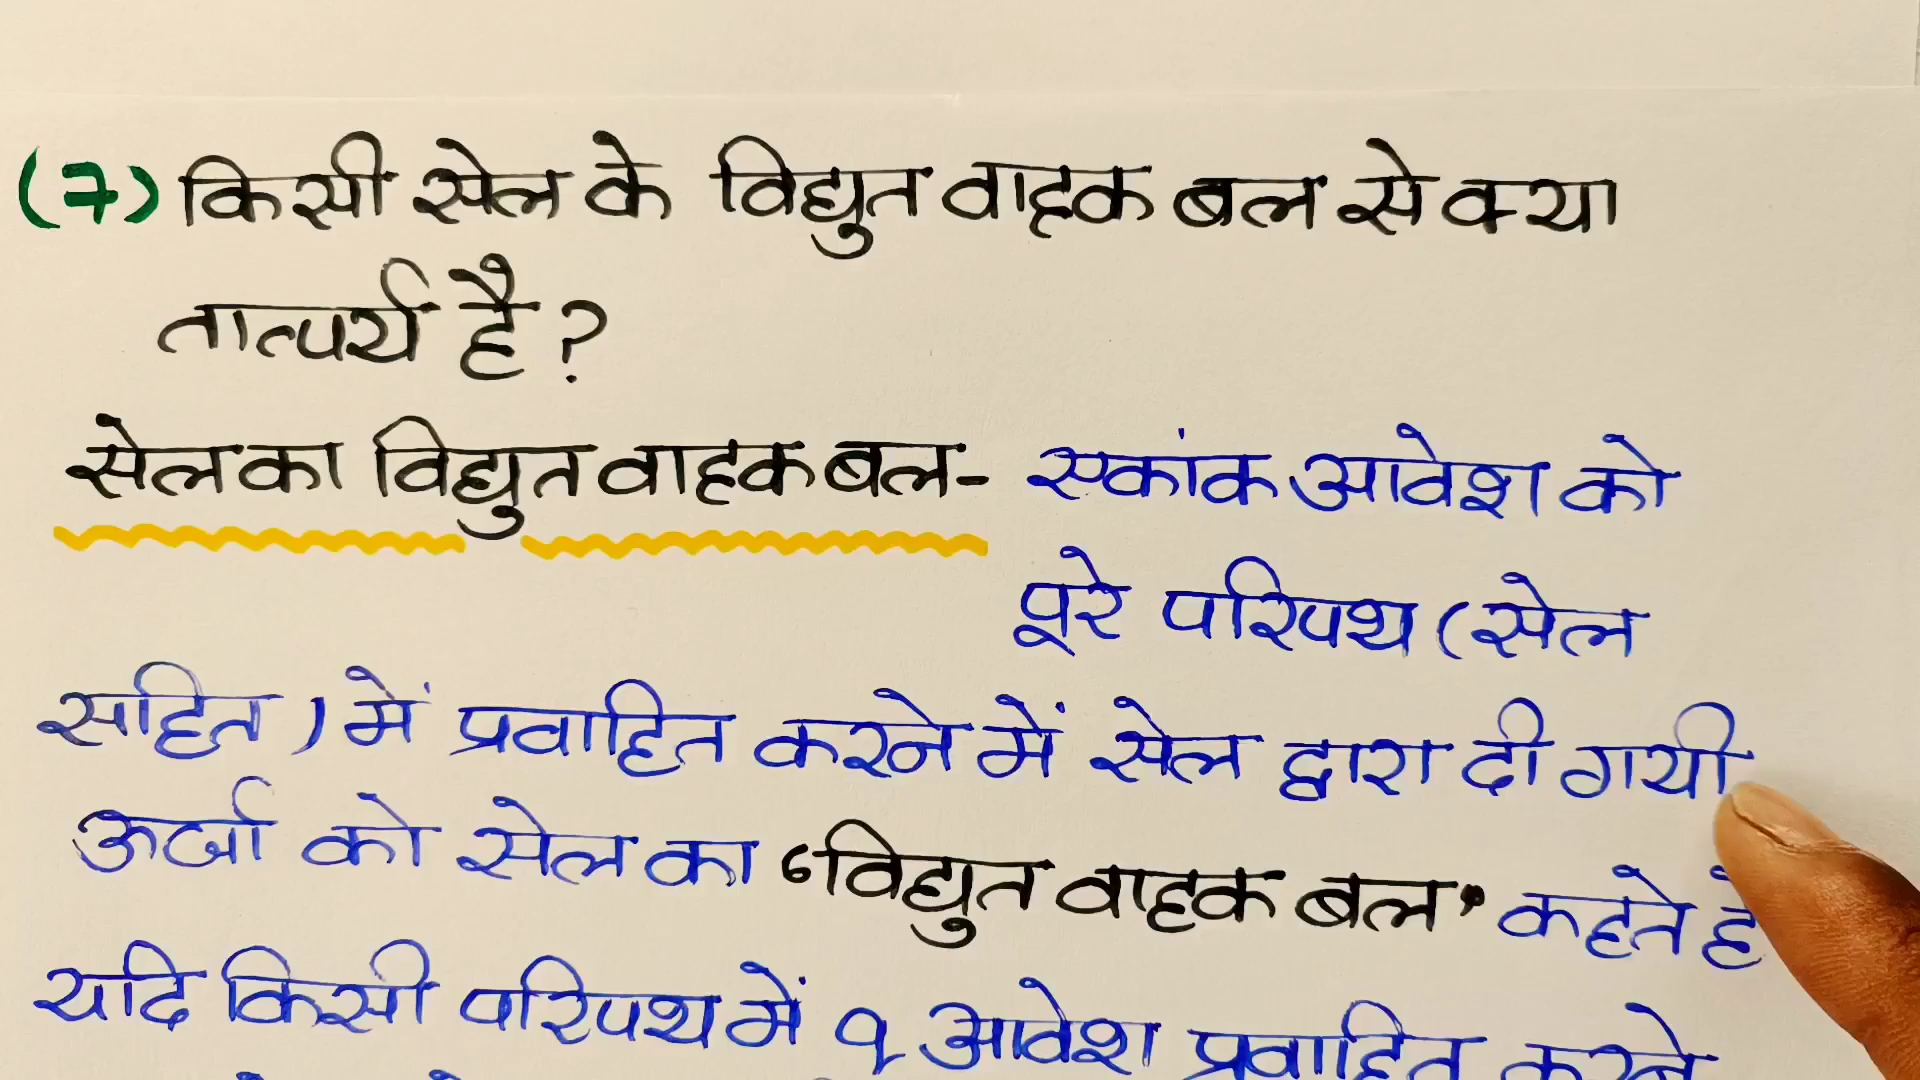 (7) किसी सेल के विद्युत वाहक बल से क्या
तात्पर्य है ?
सेल का विद्युत वाहक बल - एकांक आवेश को
पूरे परिपथ (सेल
सहित) में प्रवाहित करने में सेल द्वारा दी गयी
ऊर्जा को सेल का ‘विद्युत वाहक बल’ कहते है
यदि किसी परिपथ में q आवेश प्रवाहित करने